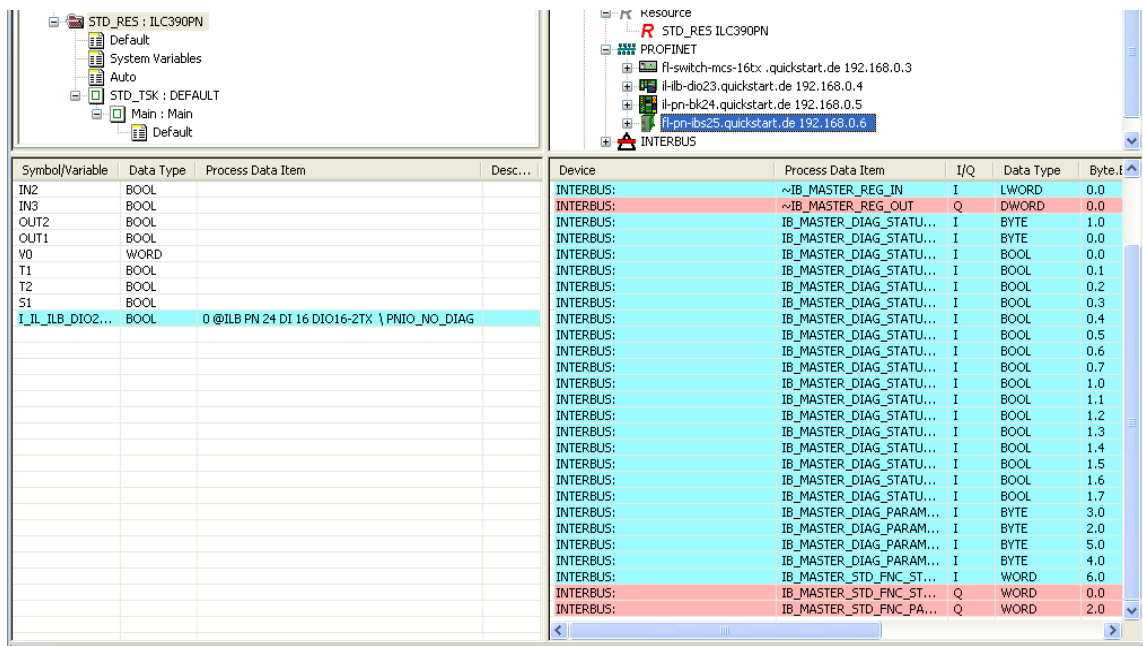 STD_RES : ILC390PN
Default
System Variables
Auto
STD_TSK : DEFAULT
Main : Main
Default
Resource
STD_RES ILC390PN
PROFINET
fl-switch-mcs-16tx .quickstart.de 192.168.0.3
il-ilb-dio23.quickstart.de 192.168.0.4
il-pn-bk24.quickstart.de 192.168.0.5
fl-pn-ibs25.quickstart.de 192.168.0.6
INTERBUS
Symbol/Variable Data Type Process Data Item Desc...
IN2 BOOL
IN3 BOOL
OUT2 BOOL
OUT1 BOOL
V0 WORD
T1 BOOL
T2 BOOL
S1 BOOL
I_IL_ILB_DIO2... BOOL 0 @ILB PN 24 DI 16 DIO16-2TX \ PNIO_NO_DIAG
Device Process Data Item I/Q Data Type Byte.
INTERBUS: ~IB_MASTER_REG_IN I LWORD 0.0
INTERBUS: ~IB_MASTER_REG_OUT Q DWORD 0.0
INTERBUS: IB_MASTER_DIAG_STATU... I BYTE 1.0
INTERBUS: IB_MASTER_DIAG_STATU... I BYTE 0.0
INTERBUS: IB_MASTER_DIAG_STATU... I BOOL 0.0
INTERBUS: IB_MASTER_DIAG_STATU... I BOOL 0.1
INTERBUS: IB_MASTER_DIAG_STATU... I BOOL 0.2
INTERBUS: IB_MASTER_DIAG_STATU... I BOOL 0.3
INTERBUS: IB_MASTER_DIAG_STATU... I BOOL 0.4
INTERBUS: IB_MASTER_DIAG_STATU... I BOOL 0.5
INTERBUS: IB_MASTER_DIAG_STATU... I BOOL 0.6
INTERBUS: IB_MASTER_DIAG_STATU... I BOOL 0.7
INTERBUS: IB_MASTER_DIAG_STATU... I BOOL 1.0
INTERBUS: IB_MASTER_DIAG_STATU... I BOOL 1.1
INTERBUS: IB_MASTER_DIAG_STATU... I BOOL 1.2
INTERBUS: IB_MASTER_DIAG_STATU... I BOOL 1.3
INTERBUS: IB_MASTER_DIAG_STATU... I BOOL 1.4
INTERBUS: IB_MASTER_DIAG_STATU... I BOOL 1.5
INTERBUS: IB_MASTER_DIAG_STATU... I BOOL 1.6
INTERBUS: IB_MASTER_DIAG_STATU... I BOOL 1.7
INTERBUS: IB_MASTER_DIAG_PARAM... I BYTE 3.0
INTERBUS: IB_MASTER_DIAG_PARAM... I BYTE 2.0
INTERBUS: IB_MASTER_DIAG_PARAM... I BYTE 5.0
INTERBUS: IB_MASTER_DIAG_PARAM... I BYTE 4.0
INTERBUS: IB_MASTER_STD_FNC_ST... I WORD 6.0
INTERBUS: IB_MASTER_STD_FNC_ST... Q WORD 0.0
INTERBUS: IB_MASTER_STD_FNC_PA... Q WORD 2.0